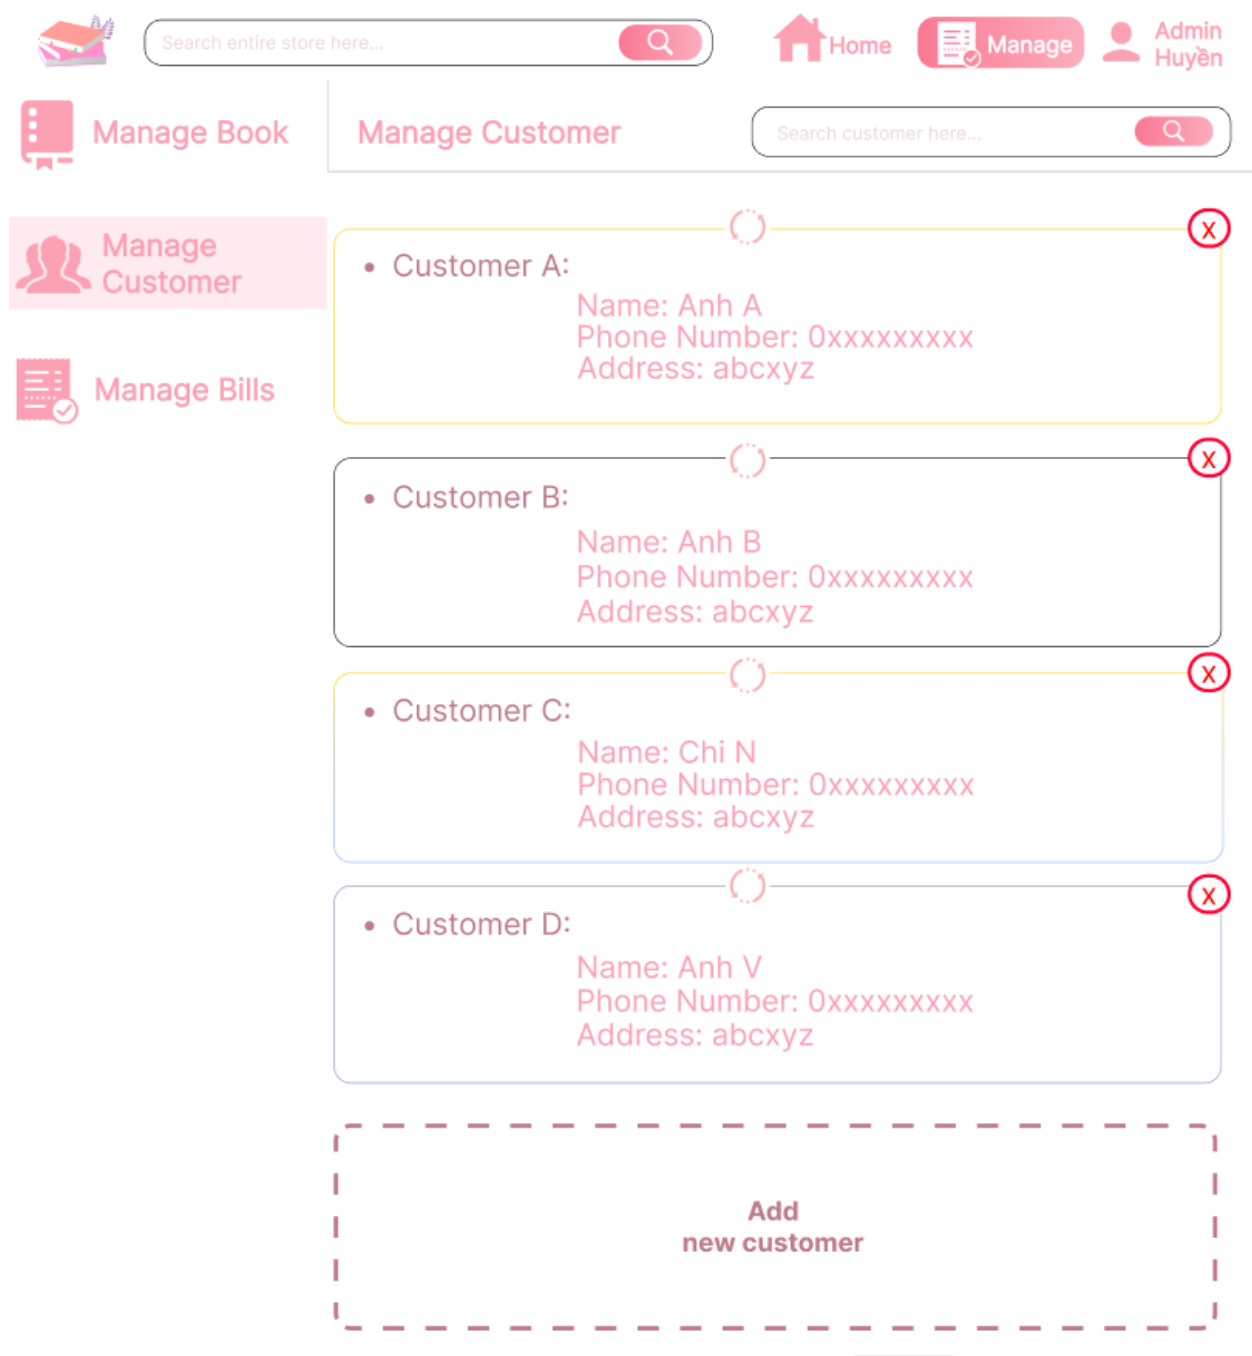 Search entire store here...
Home
Manage
Admin
Huyền
Manage Book
Manage Customer
Search customer here...
Manage
Customer
Manage Bills
X
• Customer A:
Name: Anh A
Phone Number: 0xxxxxxxxx
Address: abcxyz
X
• Customer B:
Name: Anh B
Phone Number: 0xxxxxxxxx
Address: abcxyz
X
• Customer C:
Name: Chi N
Phone Number: 0xxxxxxxxx
Address: abcxyz
X
• Customer D:
Name: Anh V
Phone Number: 0xxxxxxxxx
Address: abcxyz
Add
new customer